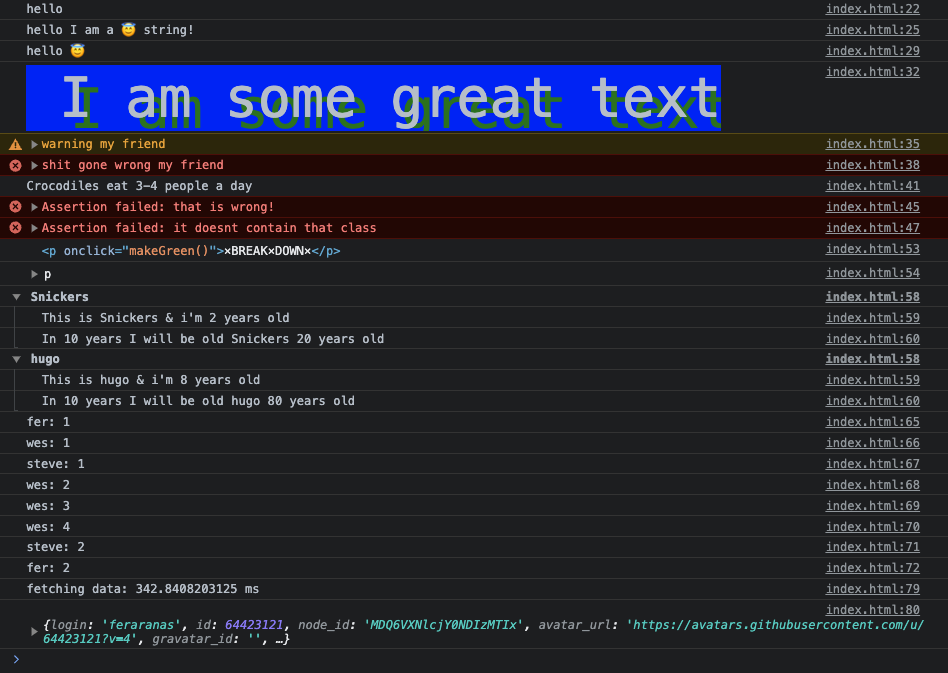 hello index.html:22
hello I am a 😇 string! index.html:25
hello 😇 index.html:29
I am some great text index.html:32
warning my friend index.html:35
shit gone wrong my friend index.html:38
Crocodiles eat 3–4 people a day index.html:41
Assertion failed: that is wrong! index.html:45
Assertion failed: it doesnt contain that class index.html:47
<p onclick="makeGreen()">×BREAK×DOWN×</p> index.html:53
p index.html:54
Snickers index.html:58
This is Snickers & i'm 2 years old index.html:59
In 10 years I will be old Snickers 20 years old index.html:60
hugo index.html:58
This is hugo & i'm 8 years old index.html:59
In 10 years I will be old hugo 80 years old index.html:60
fer: 1 index.html:65
wes: 1 index.html:66
steve: 1 index.html:67
wes: 2 index.html:68
wes: 3 index.html:69
wes: 4 index.html:70
steve: 2 index.html:71
fer: 2 index.html:72
fetching data: 342.8408203125 ms index.html:79
index.html:80
{login: 'feraranas', id: 64423121, node_id: 'MDQ6VXNlcjY0NDIzMTIx', avatar_url: 'https://avatars.githubusercontent.com/u/
64423121?v=4', gravatar_id: '', …}